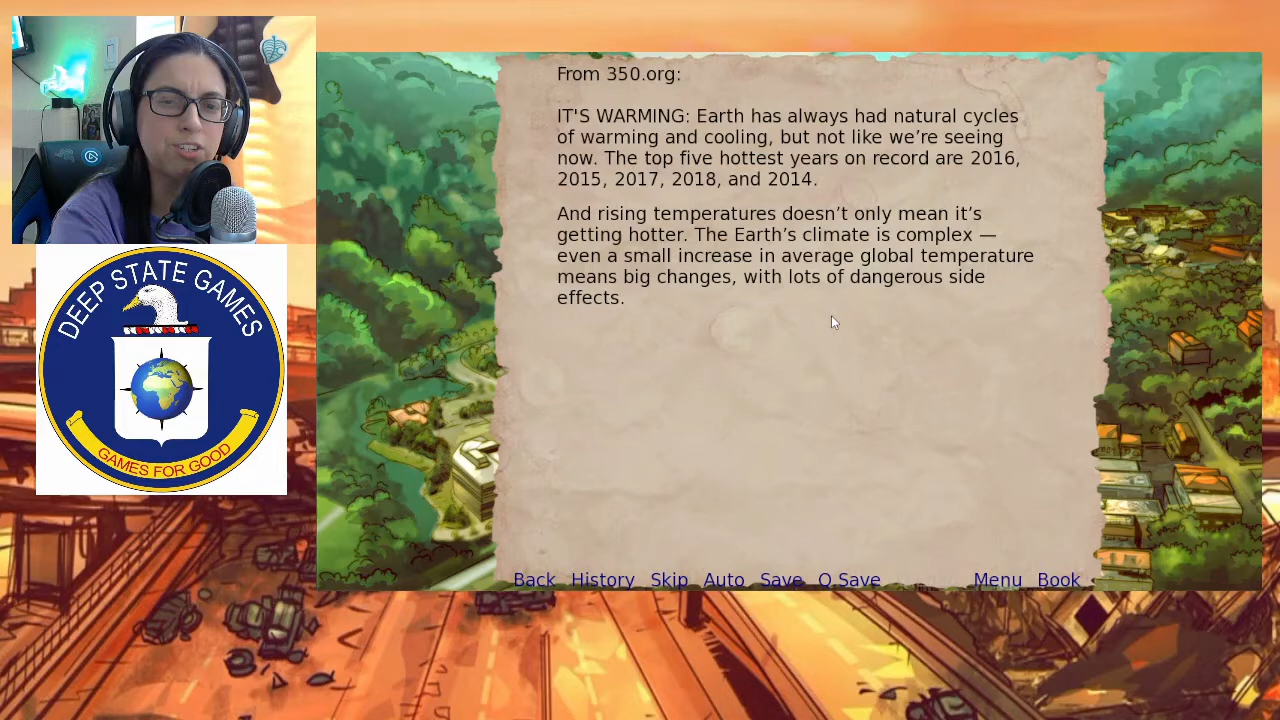 From 350.org:
IT'S WARMING: Earth has always had natural cycles
of warming and cooling, but not like we’re seeing
now. The top five hottest years on record are 2016,
2015, 2017, 2018, and 2014.
And rising temperatures doesn’t only mean it’s
getting hotter. The Earth’s climate is complex —
even a small increase in average global temperature
means big changes, with lots of dangerous side
effects.
DEEP STATE GAMES
GAMES FOR GOOD
Back History Skip Auto Save Q.Save Menu Book